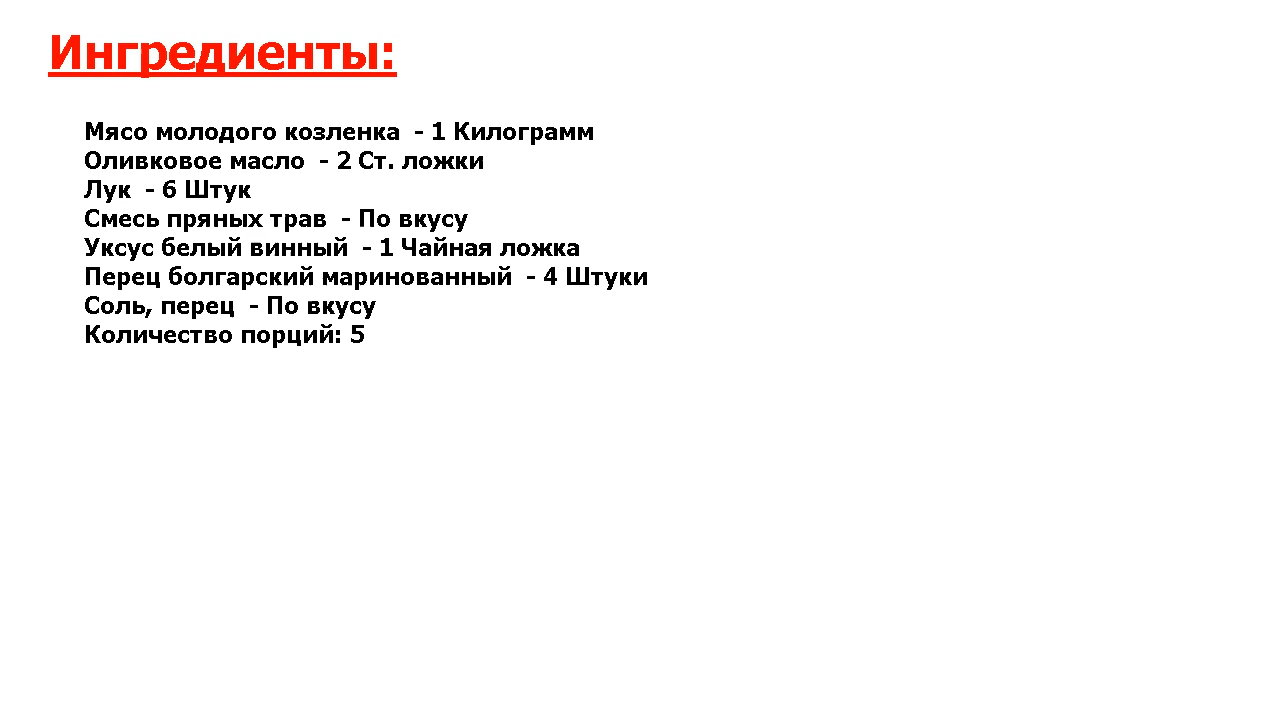 Ингредиенты:
Мясо молодого козленка  - 1 Килограмм
Оливковое масло  - 2 Ст. ложки
Лук  - 6 Штук
Смесь пряных трав  - По вкусу
Уксус белый винный  - 1 Чайная ложка
Перец болгарский маринованный  - 4 Штуки
Соль, перец  - По вкусу
Количество порций: 5